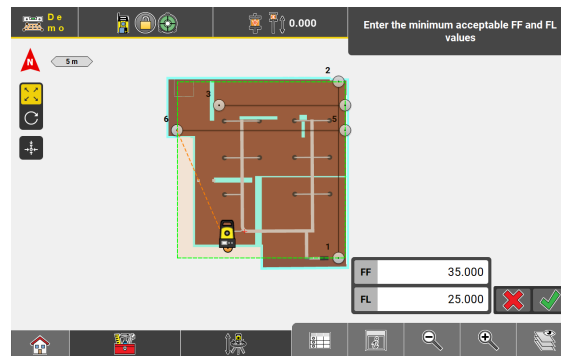 De
mo
0.000
Enter the minimum acceptable FF and FL
values
N
5 m
2
3
6
5
1
FF
35.000
FL
25.000